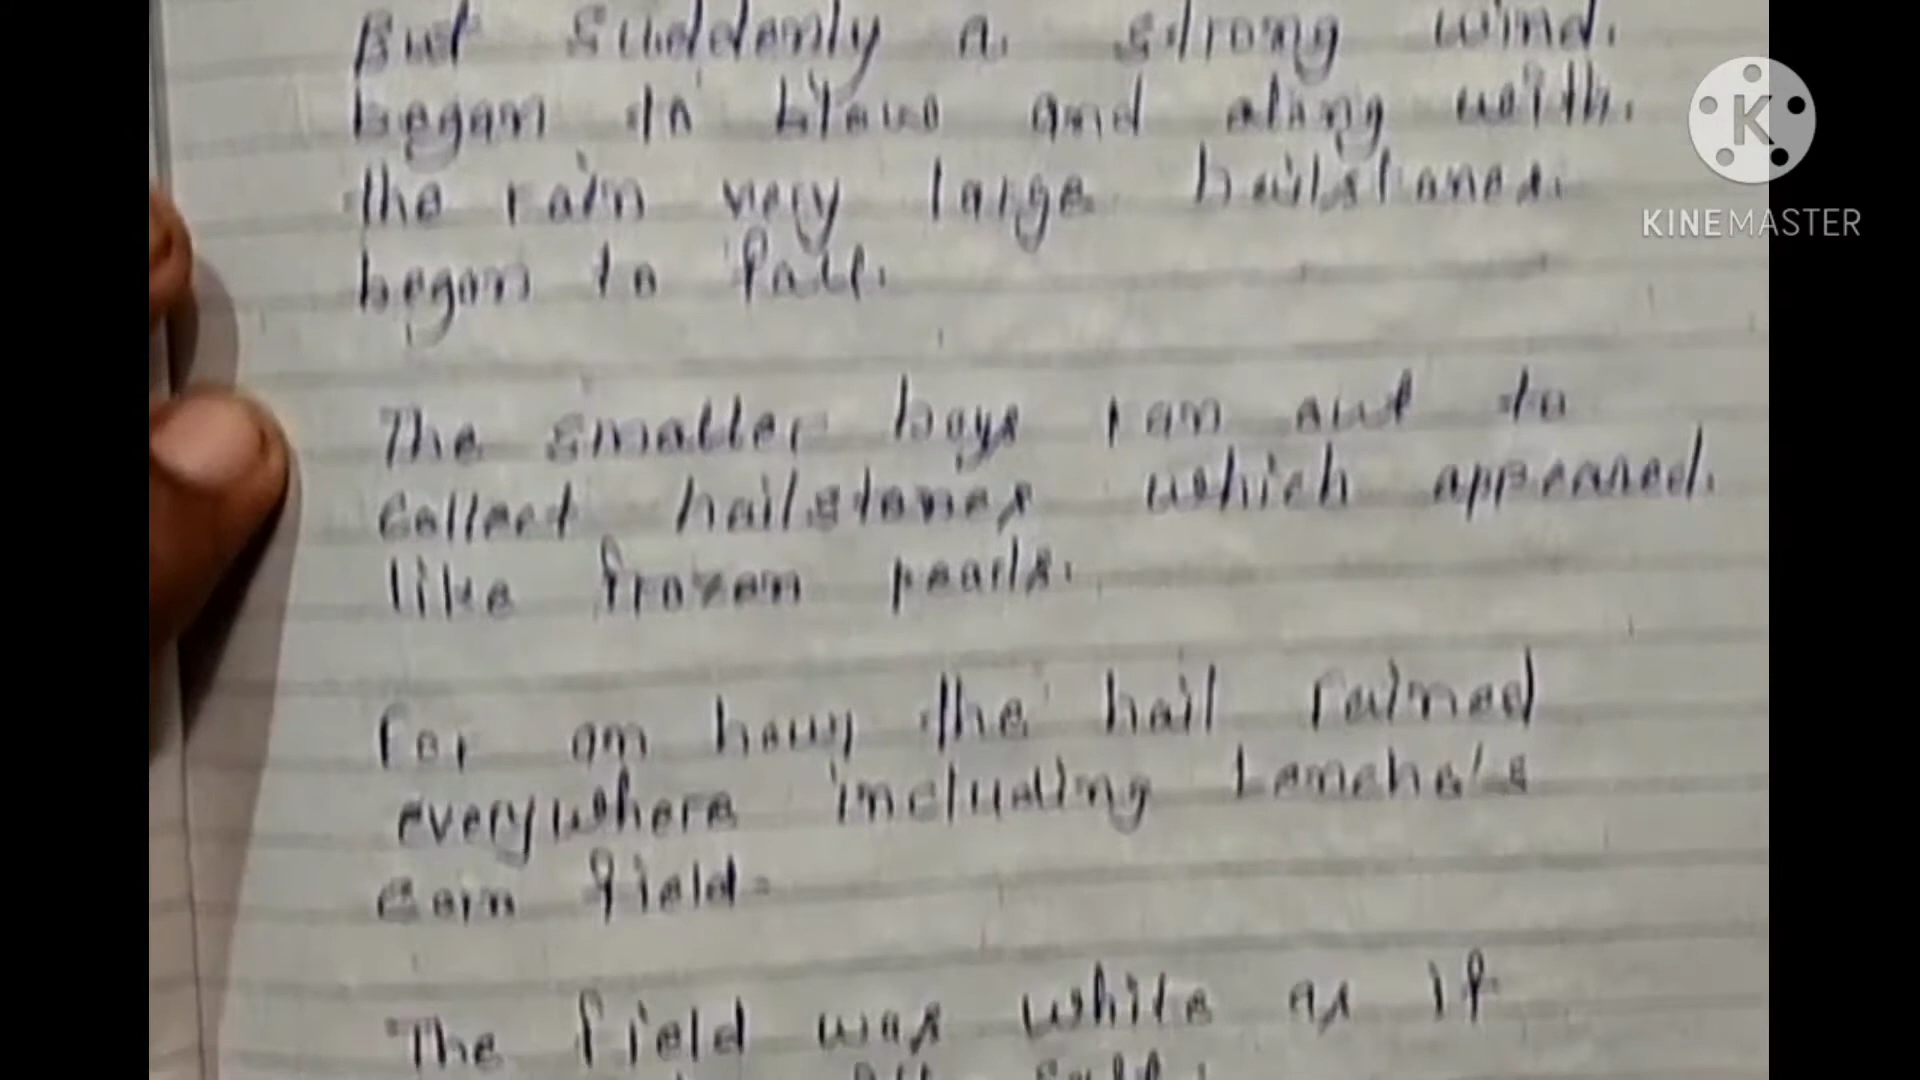 But suddenly a strong wind.
began to blow and along with.
the rain very large hailstones.
began to fall.
The smaller boys ran out to
collect hailstones which appeared.
like frozen pearls.
For an hour the hail rained
everywhere including Lencho's
corn field.
The field was white as if
salt.
K
KINEMASTER